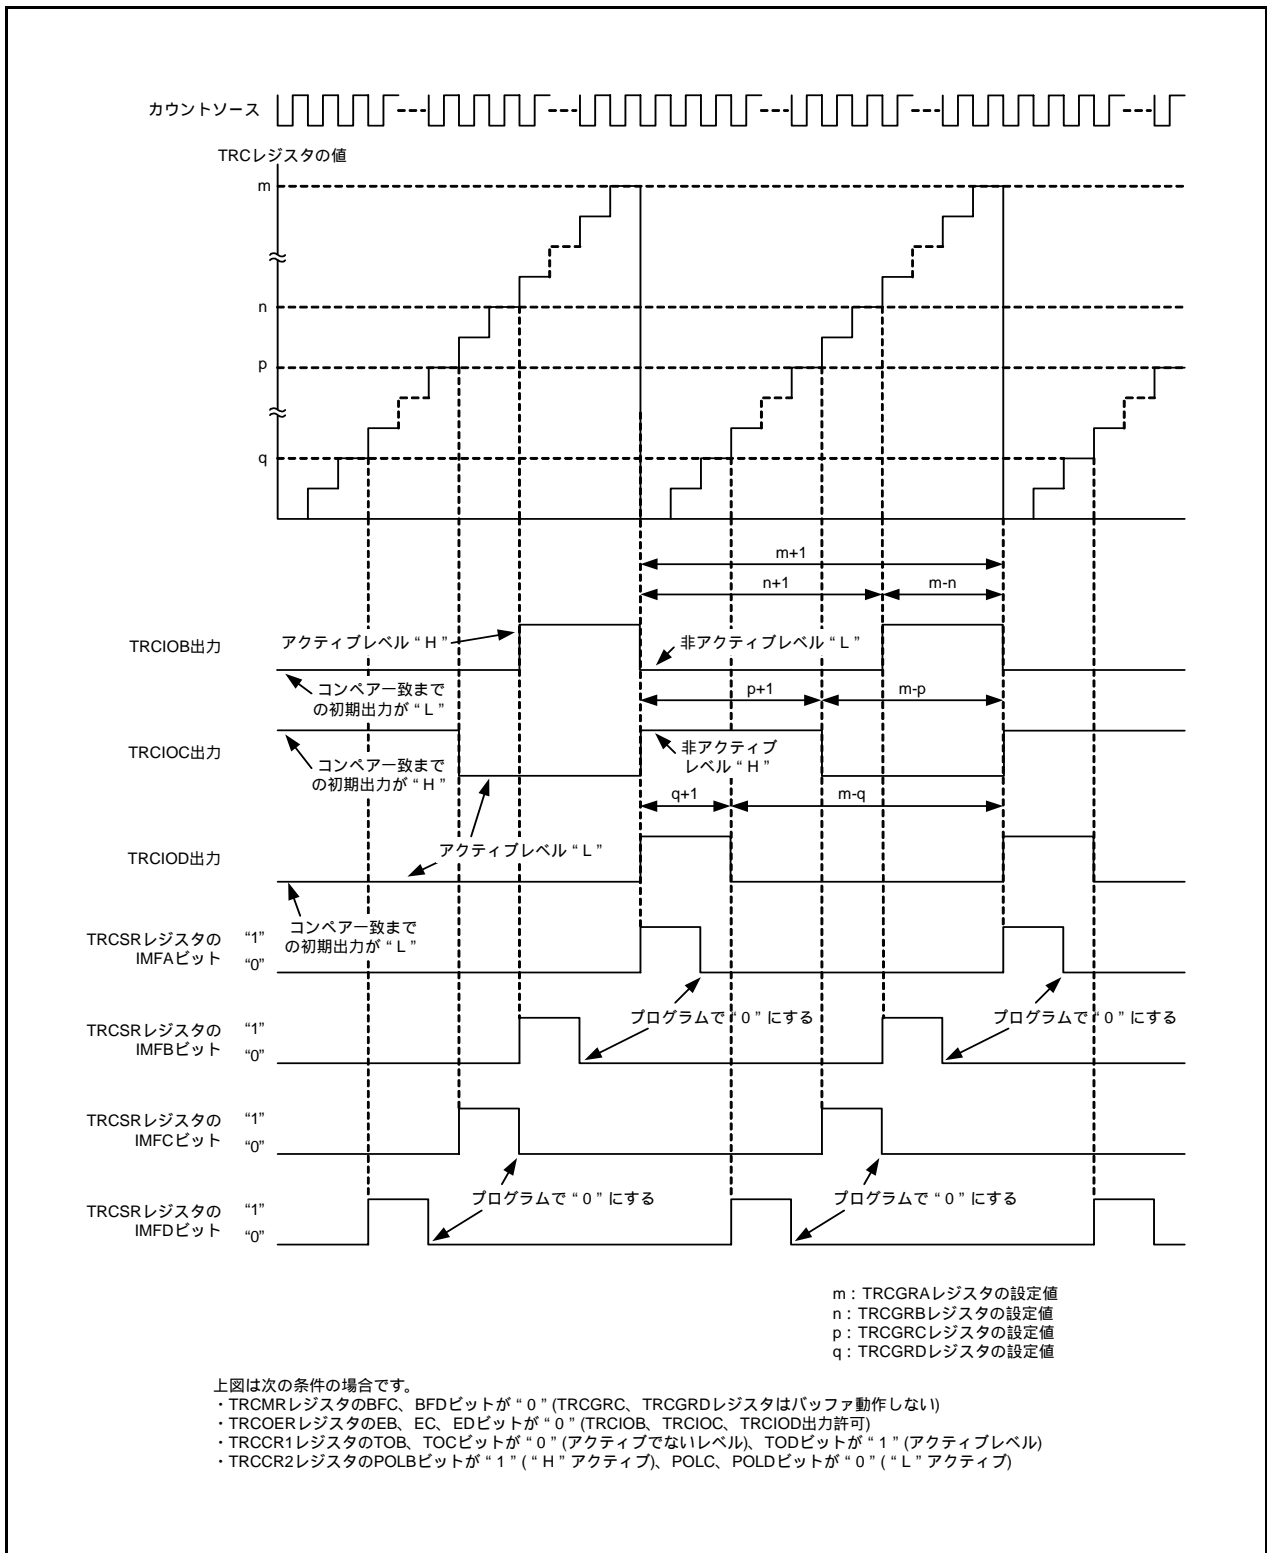 カウントソース
TRCレジスタの値
m
n
p
q
m+1
n+1
m-n
TRCIOB出力
アクティブレベル“H”
非アクティブレベル“L”
コンペア一致まで
の初期出力が“L”
p+1
m-p
TRCIOC出力
コンペア一致まで
の初期出力が“H”
非アクティブ
レベル“H”
q+1
m-q
TRCIOD出力
アクティブレベル“L”
コンペア一致まで
の初期出力が“L”
TRCSRレジスタの
IMFAビット
“1”
“0”
プログラムで“0”にする
プログラムで“0”にする
TRCSRレジスタの
IMFBビット
“1”
“0”
TRCSRレジスタの
IMFCビット
“1”
“0”
プログラムで“0”にする
プログラムで“0”にする
TRCSRレジスタの
IMFDビット
“1”
“0”
m：TRCGRAレジスタの設定値
n：TRCGRBレジスタの設定値
p：TRCGRCレジスタの設定値
q：TRCGRDレジスタの設定値
上図は次の条件の場合です。
・TRCMRレジスタのBFC、BFDビットが“0”(TRCGRC、TRCGRDレジスタはバッファ動作しない)
・TRCOERレジスタのEB、EC、EDビットが“0”(TRCIOB、TRCIOC、TRCIOD出力許可)
・TRCCR1レジスタのTOB、TOCビットが“0”(アクティブでないレベル)、TODビットが“1”(アクティブレベル)
・TRCCR2レジスタのPOLBビットが“1”(“H”アクティブ)、POLC、POLDビットが“0”(“L”アクティブ)